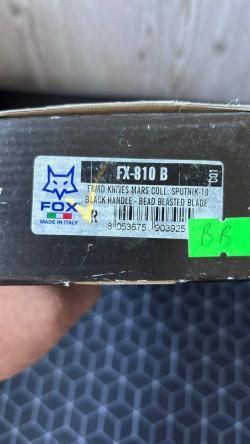 FX-810 B
FOX
MADE IN ITALY
FKMD KNIVES MARS COLL. SPUTNIK-10
BLACK HANDLE - BEAD BLASTED BLADE
R
8 053675 903925
BB